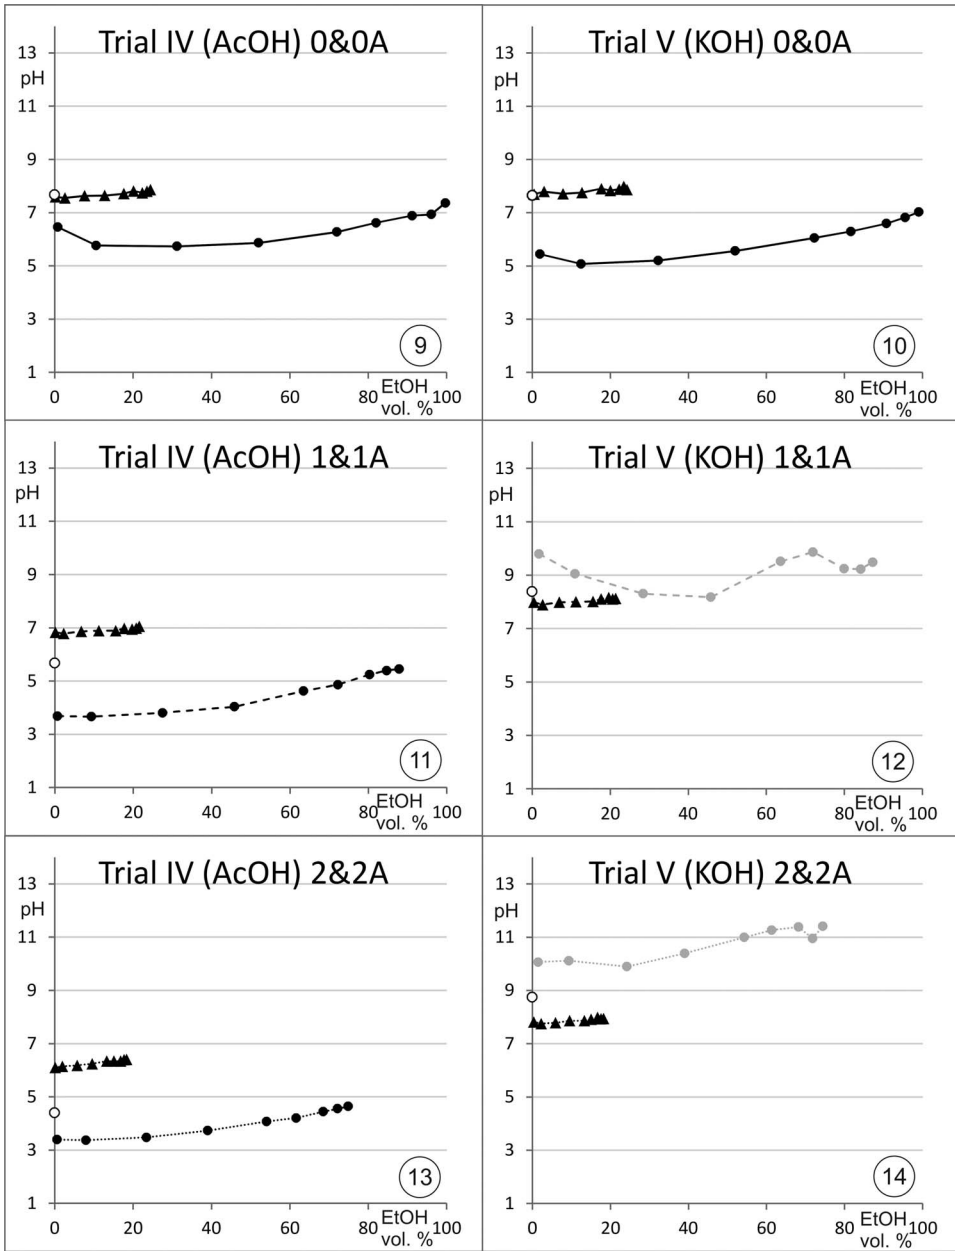 Trial IV (AcOH) 0&0A
13
pH
11
9
7
5
3
1
0 20 40 60 80 100
EtOH
vol. %
9
Trial V (KOH) 0&0A
13
pH
11
9
7
5
3
1
0 20 40 60 80 100
EtOH
vol. %
10
Trial IV (AcOH) 1&1A
13
pH
11
9
7
5
3
1
0 20 40 60 80 100
EtOH
vol. %
11
Trial V (KOH) 1&1A
13
pH
11
9
7
5
3
1
0 20 40 60 80 100
EtOH
vol. %
12
Trial IV (AcOH) 2&2A
13
pH
11
9
7
5
3
1
0 20 40 60 80 100
EtOH
vol. %
13
Trial V (KOH) 2&2A
13
pH
11
9
7
5
3
1
0 20 40 60 80 100
EtOH
vol. %
14